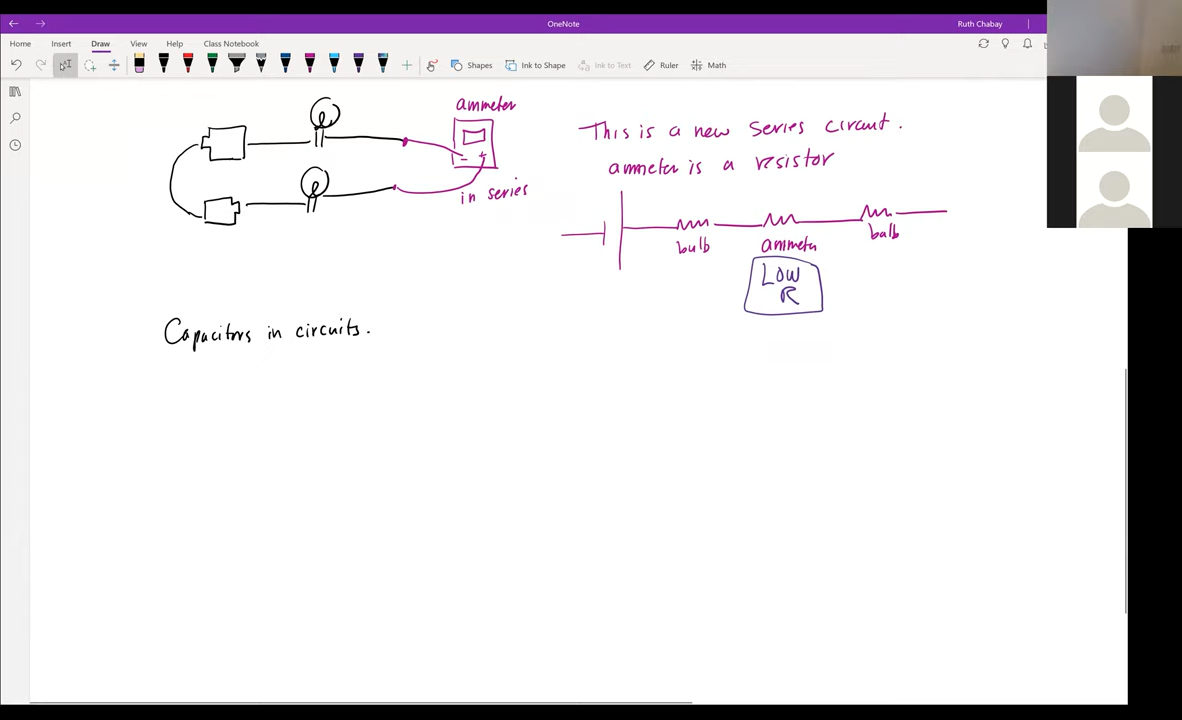 OneNote
Ruth Chabay
Home Insert Draw View Help Class Notebook
Shapes Ink to Shape Ink to Text Ruler Math
ammeter
- +
in series
This is a new series circuit.
ammeter is a resistor
bulb ammeter bulb
LOW
R
Capacitors in circuits.